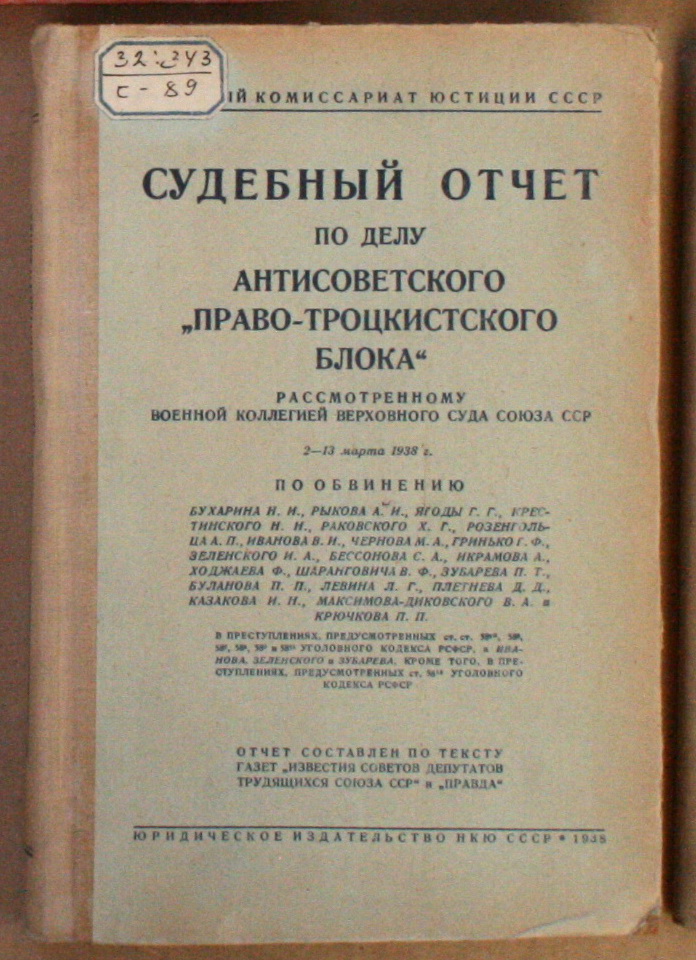 32:343
С-89
ЫЙ КОМИССАРИАТ ЮСТИЦИИ СССР
СУДЕБНЫЙ ОТЧЕТ
ПО ДЕЛУ
АНТИСОВЕТСКОГО
„ПРАВО-ТРОЦКИСТСКОГО
БЛОКА“
РАССМОТРЕННОМУ
ВОЕННОЙ КОЛЛЕГИЕЙ ВЕРХОВНОГО СУДА СОЮЗА ССР
2—13 марта 1938 г.
ПО ОБВИНЕНИЮ
БУХАРИНА Н. И., РЫКОВА А. И., ЯГОДЫ Г. Г., КРЕС-
ТИНСКОГО Н. Н., РАКОВСКОГО Х. Г., РОЗЕНГОЛЬ-
ЦА А. П., ИВАНОВА В. И., ЧЕРНОВА М. А., ГРИНЬКО Г. Ф.,
ЗЕЛЕНСКОГО И. А., БЕССОНОВА С. А., ИКРАМОВА А.,
ХОДЖАЕВА Ф., ШАРАНГОВИЧА В. Ф., ЗУБАРЕВА П. Т.,
БУЛАНОВА П. П., ЛЕВИНА Л. Г., ПЛЕТНЕВА Д. Д.,
КАЗАКОВА И. Н., МАКСИМОВА-ДИКОВСКОГО В. А. и
КРЮЧКОВА П. П.
В ПРЕСТУПЛЕНИЯХ, ПРЕДУСМОТРЕННЫХ ст. ст.
УГОЛОВНОГО КОДЕКСА РСФСР, а ИВА-
НОВА, ЗЕЛЕНСКОГО и ЗУБАРЕВА, КРОМЕ ТОГО, В ПРЕ-
СТУПЛЕНИЯХ, ПРЕДУСМОТРЕННЫХ ст. УГОЛОВНОГО
КОДЕКСА РСФСР
ОТЧЕТ СОСТАВЛЕН ПО ТЕКСТУ
ГАЗЕТ „ИЗВЕСТИЯ СОВЕТОВ ДЕПУТАТОВ
ТРУДЯЩИХСЯ СОЮЗА ССР“ и „ПРАВДА“
ЮРИДИЧЕСКОЕ ИЗДАТЕЛЬСТВО НКЮ СССР * 1938